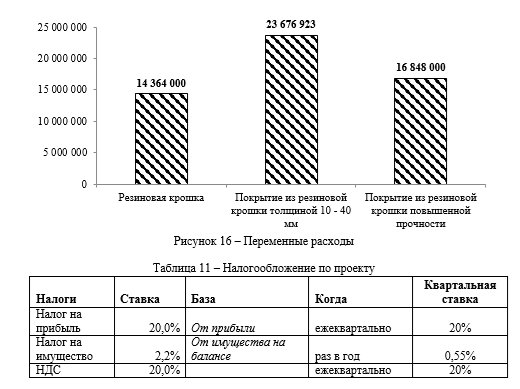 25 000 000
20 000 000
15 000 000
10 000 000
5 000 000
0
14 364 000
23 676 923
16 848 000
Резиновая крошка
Покрытие из резиновой
крошки толщиной 10 - 40
мм
Покрытие из резиновой
крошки повышенной
прочности
Рисунок 16 – Переменные расходы
Таблица 11 – Налогообложение по проекту
Налоги Ставка База Когда Квартальная
ставка
Налог на
прибыль 20,0% От прибыли ежеквартально 20%
Налог на
имущество 2,2% От имущества на
балансе раз в год 0,55%
НДС 20,0% ежеквартально 20%